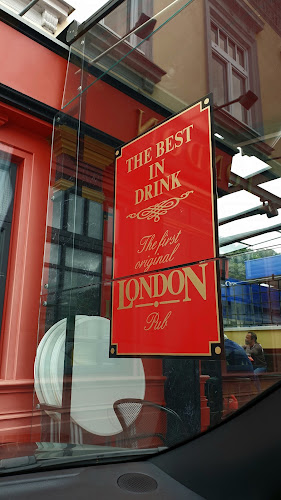 THE BEST
IN
DRINK
The first
original
LONDON
Pub